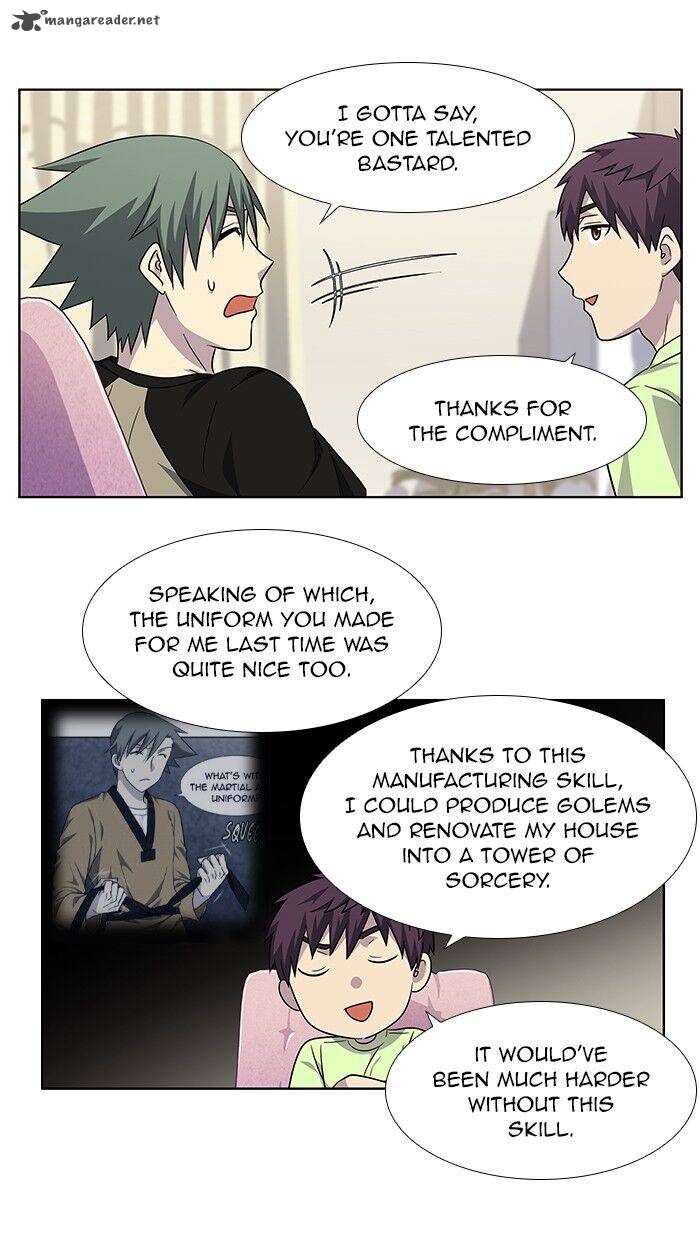 mangareader.net
I GOTTA SAY,
YOU'RE ONE TALENTED
BASTARD.
THANKS FOR
THE COMPLIMENT.
SPEAKING OF WHICH,
THE UNIFORM YOU MADE
FOR ME LAST TIME WAS
QUITE NICE TOO.
WHAT'S WIT
THE MARTIAL A
UNIFORM?
SQUEE
THANKS TO THIS
MANUFACTURING SKILL,
I COULD PRODUCE GOLEMS
AND RENOVATE MY HOUSE
INTO A TOWER OF
SORCERY.
IT WOULD'VE
BEEN MUCH HARDER
WITHOUT THIS
SKILL.